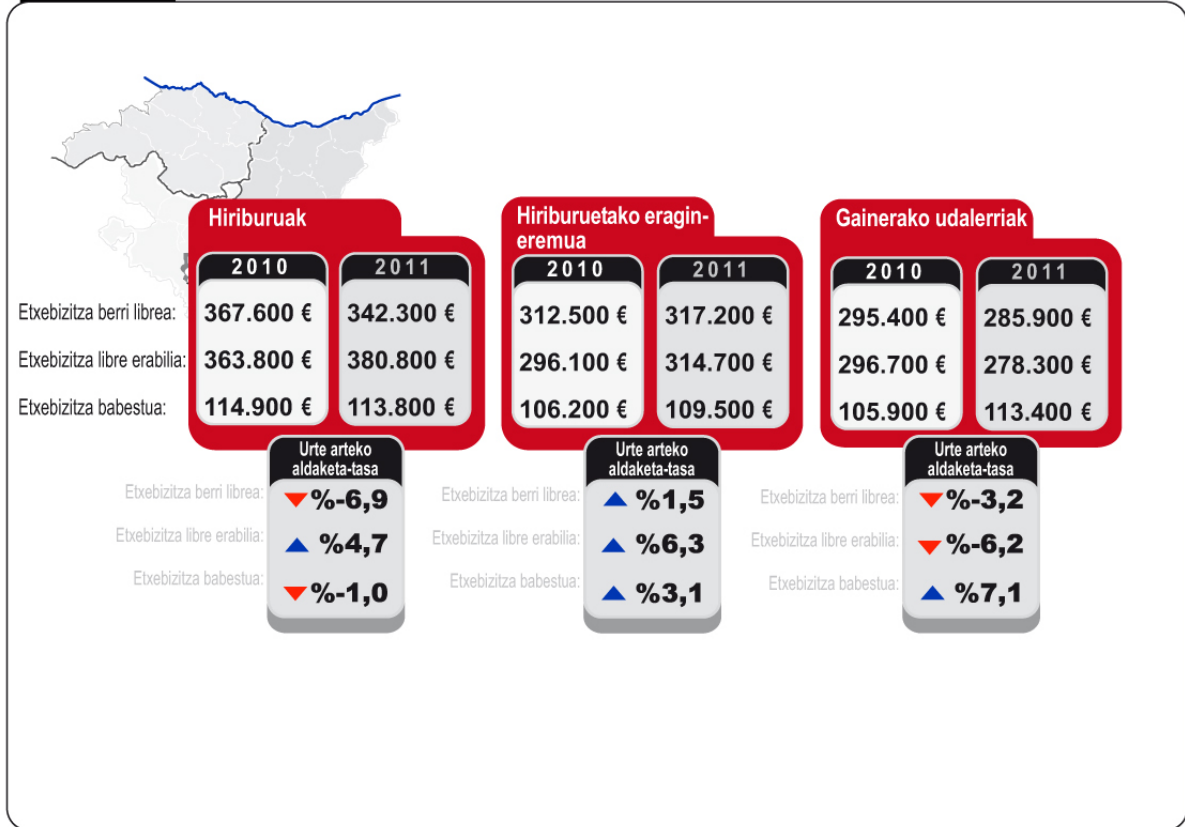 Hiriburuak
Hiriburuetako eragin-
eremua
Gainerako udalerriak
2010 2011 2010 2011 2010 2011
Etxebizitza berri librea: 367.600 € 342.300 € 312.500 € 317.200 € 295.400 € 285.900 €
Etxebizitza libre erabilia: 363.800 € 380.800 € 296.100 € 314.700 € 296.700 € 278.300 €
Etxebizitza babestua: 114.900 € 113.800 € 106.200 € 109.500 € 105.900 € 113.400 €
Urte arteko
aldaketa-tasa
Etxebizitza berri librea: %-6,9
Etxebizitza libre erabilia: %4,7
Etxebizitza babestua: %-1,0
Urte arteko
aldaketa-tasa
Etxebizitza berri librea: %1,5
Etxebizitza libre erabilia: %6,3
Etxebizitza babestua: %3,1
Urte arteko
aldaketa-tasa
Etxebizitza berri librea: %-3,2
Etxebizitza libre erabilia: %-6,2
Etxebizitza babestua: %7,1